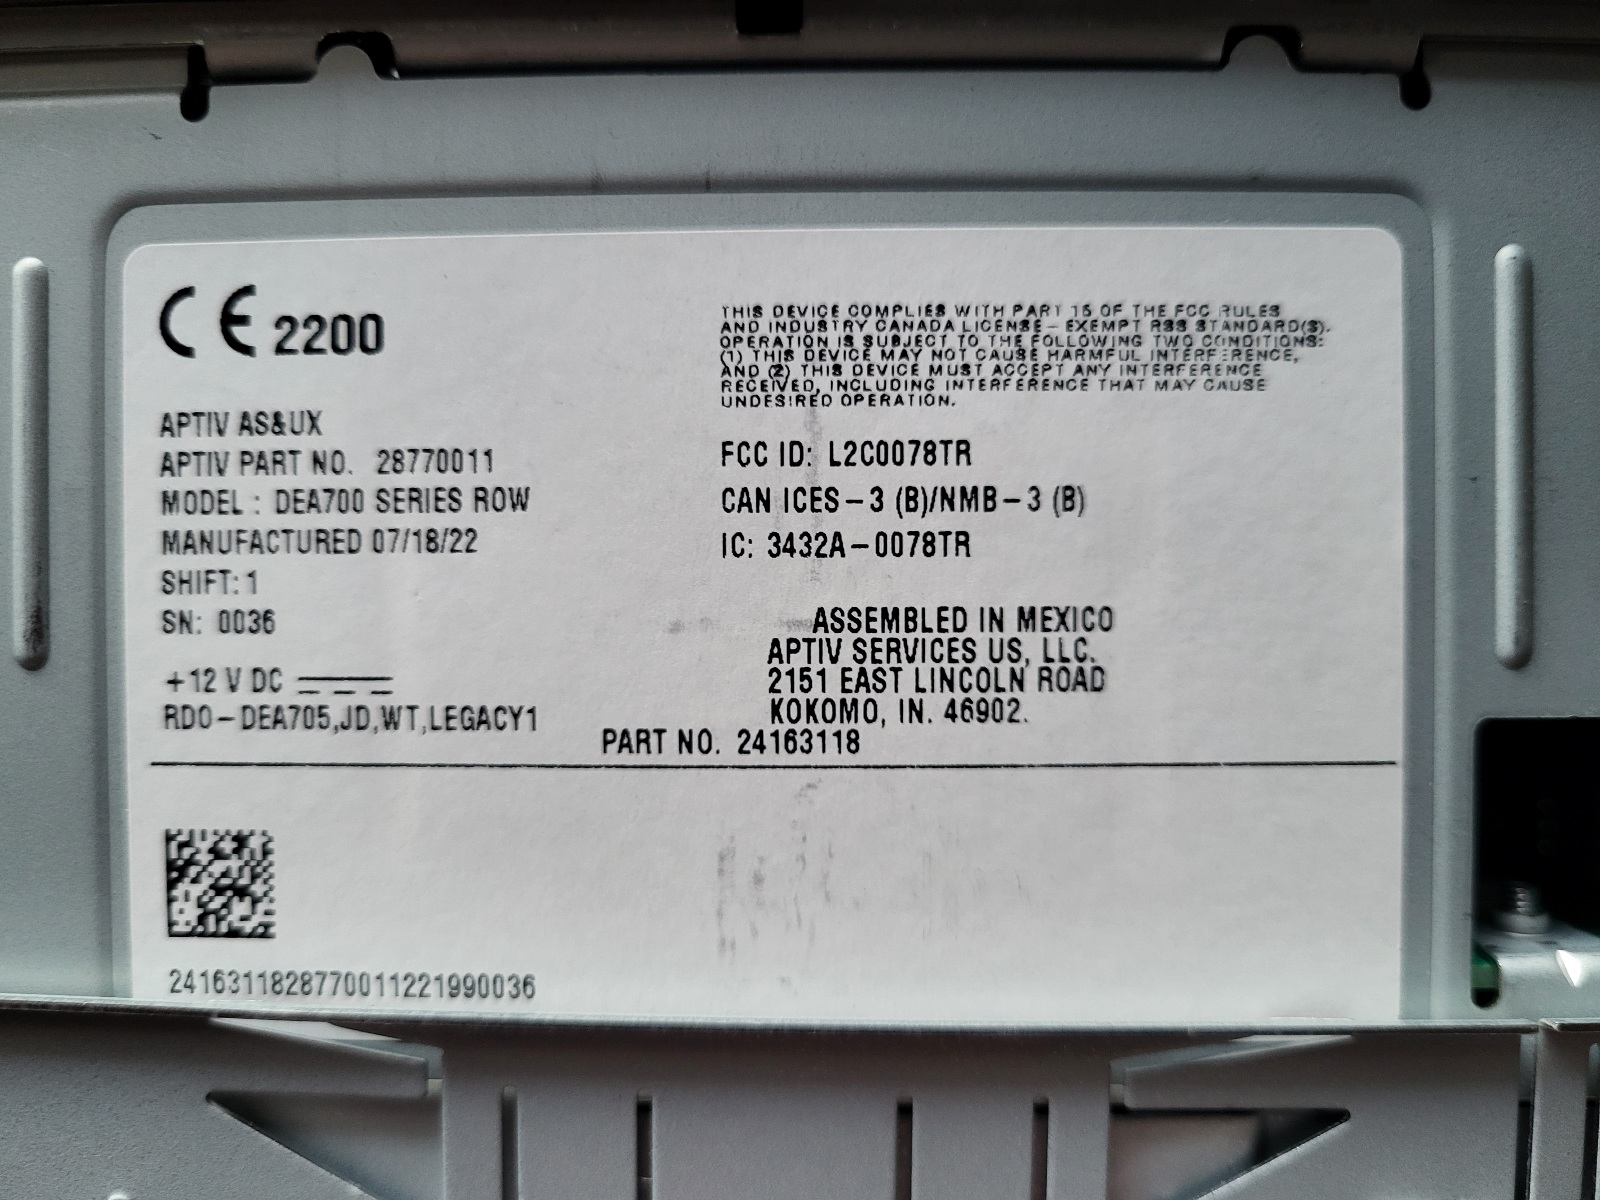 CE 2200
APTIV AS&UX
APTIV PART NO. 28770011
MODEL : DEA700 SERIES ROW
MANUFACTURED 07/18/22
SHIFT: 1
SN: 0036
+12 V DC
RDO-DEA705,JD,WT,LEGACY1
THIS DEVICE COMPLIES WITH PART 15 OF THE FCC RULES
AND INDUSTRY CANADA LICENSE-EXEMPT RSS STANDARD(S).
OPERATION IS SUBJECT TO THE FOLLOWING TWO CONDITIONS:
(1) THIS DEVICE MAY NOT CAUSE HARMFUL INTERFERENCE,
AND (2) THIS DEVICE MUST ACCEPT ANY INTERFERENCE
RECEIVED, INCLUDING INTERFERENCE THAT MAY CAUSE
UNDESIRED OPERATION.
FCC ID: L2C0078TR
CAN ICES-3 (B)/NMB-3 (B)
IC: 3432A-0078TR
ASSEMBLED IN MEXICO
APTIV SERVICES US, LLC.
2151 EAST LINCOLN ROAD
KOKOMO, IN. 46902.
PART NO. 24163118
2416311828770011221990036